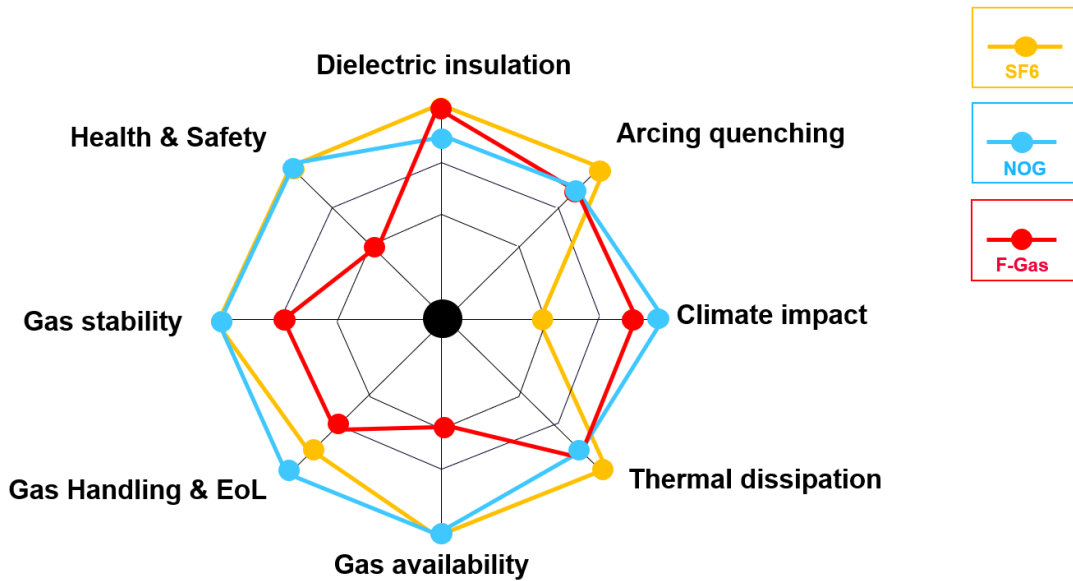 Dielectric insulation
SF6
Health & Safety
Arcing quenching
NOG
F-Gas
Gas stability
Climate impact
Gas Handling & EoL
Thermal dissipation
Gas availability